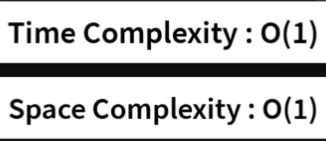 Time Complexity : O(1)
Space Complexity : O(1)